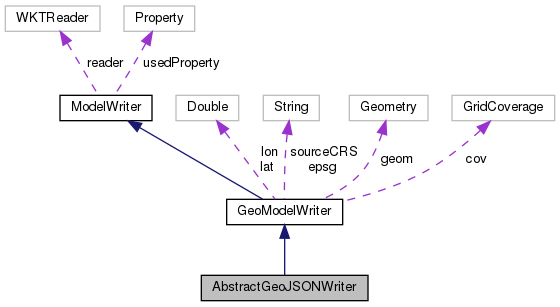 WKTReader
Property
reader
usedProperty
ModelWriter
Double
String
Geometry
GridCoverage
lon
lat
sourceCRS
epsg
geom
cov
GeoModelWriter
AbstractGeoJSONWriter